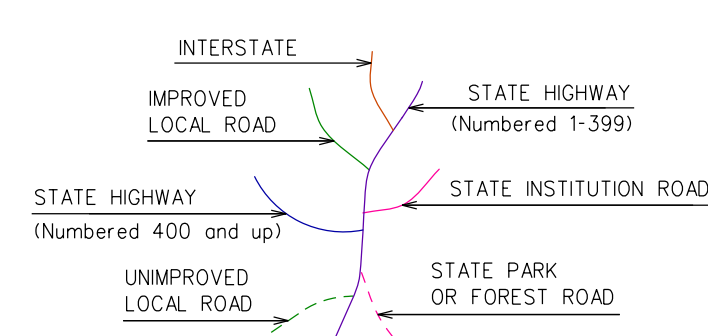 INTERSTATE
IMPROVED
LOCAL ROAD
STATE HIGHWAY
(Numbered 1-399)
STATE HIGHWAY
(Numbered 400 and up)
STATE INSTITUTION ROAD
UNIMPROVED
LOCAL ROAD
STATE PARK
OR FOREST ROAD